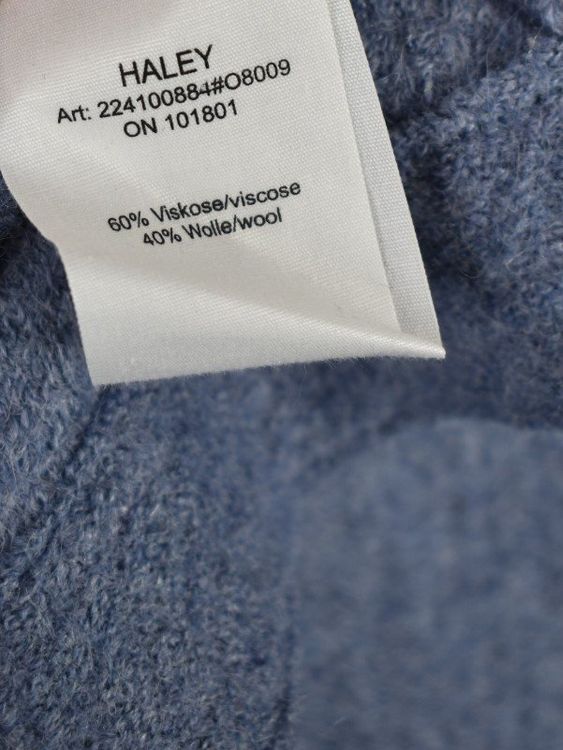 HALEY
Art: 224100884#O8009
ON 101801
60% Viskose/viscose
40% Wolle/wool